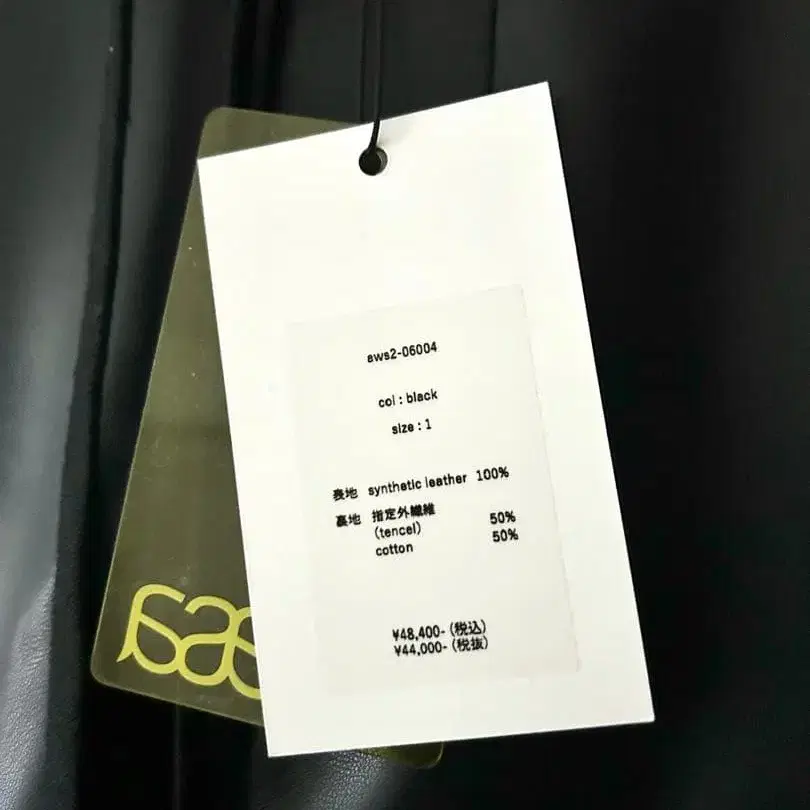 aws2-06004
col : black
size : 1
表地 synthetic leather 100%
裏地 指定外繊維
(tencel) 50%
cotton 50%
¥48,400- (税込)
¥44,000- (税抜)